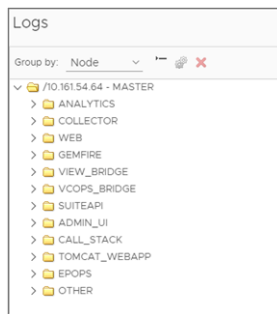 Logs
Group by: Node
/10.161.54.64 - MASTER
ANALYTICS
COLLECTOR
WEB
GEMFIRE
VIEW_BRIDGE
VCOPS_BRIDGE
SUITEAPI
ADMIN_UI
CALL_STACK
TOMCAT_WEBAPP
EPOPS
OTHER